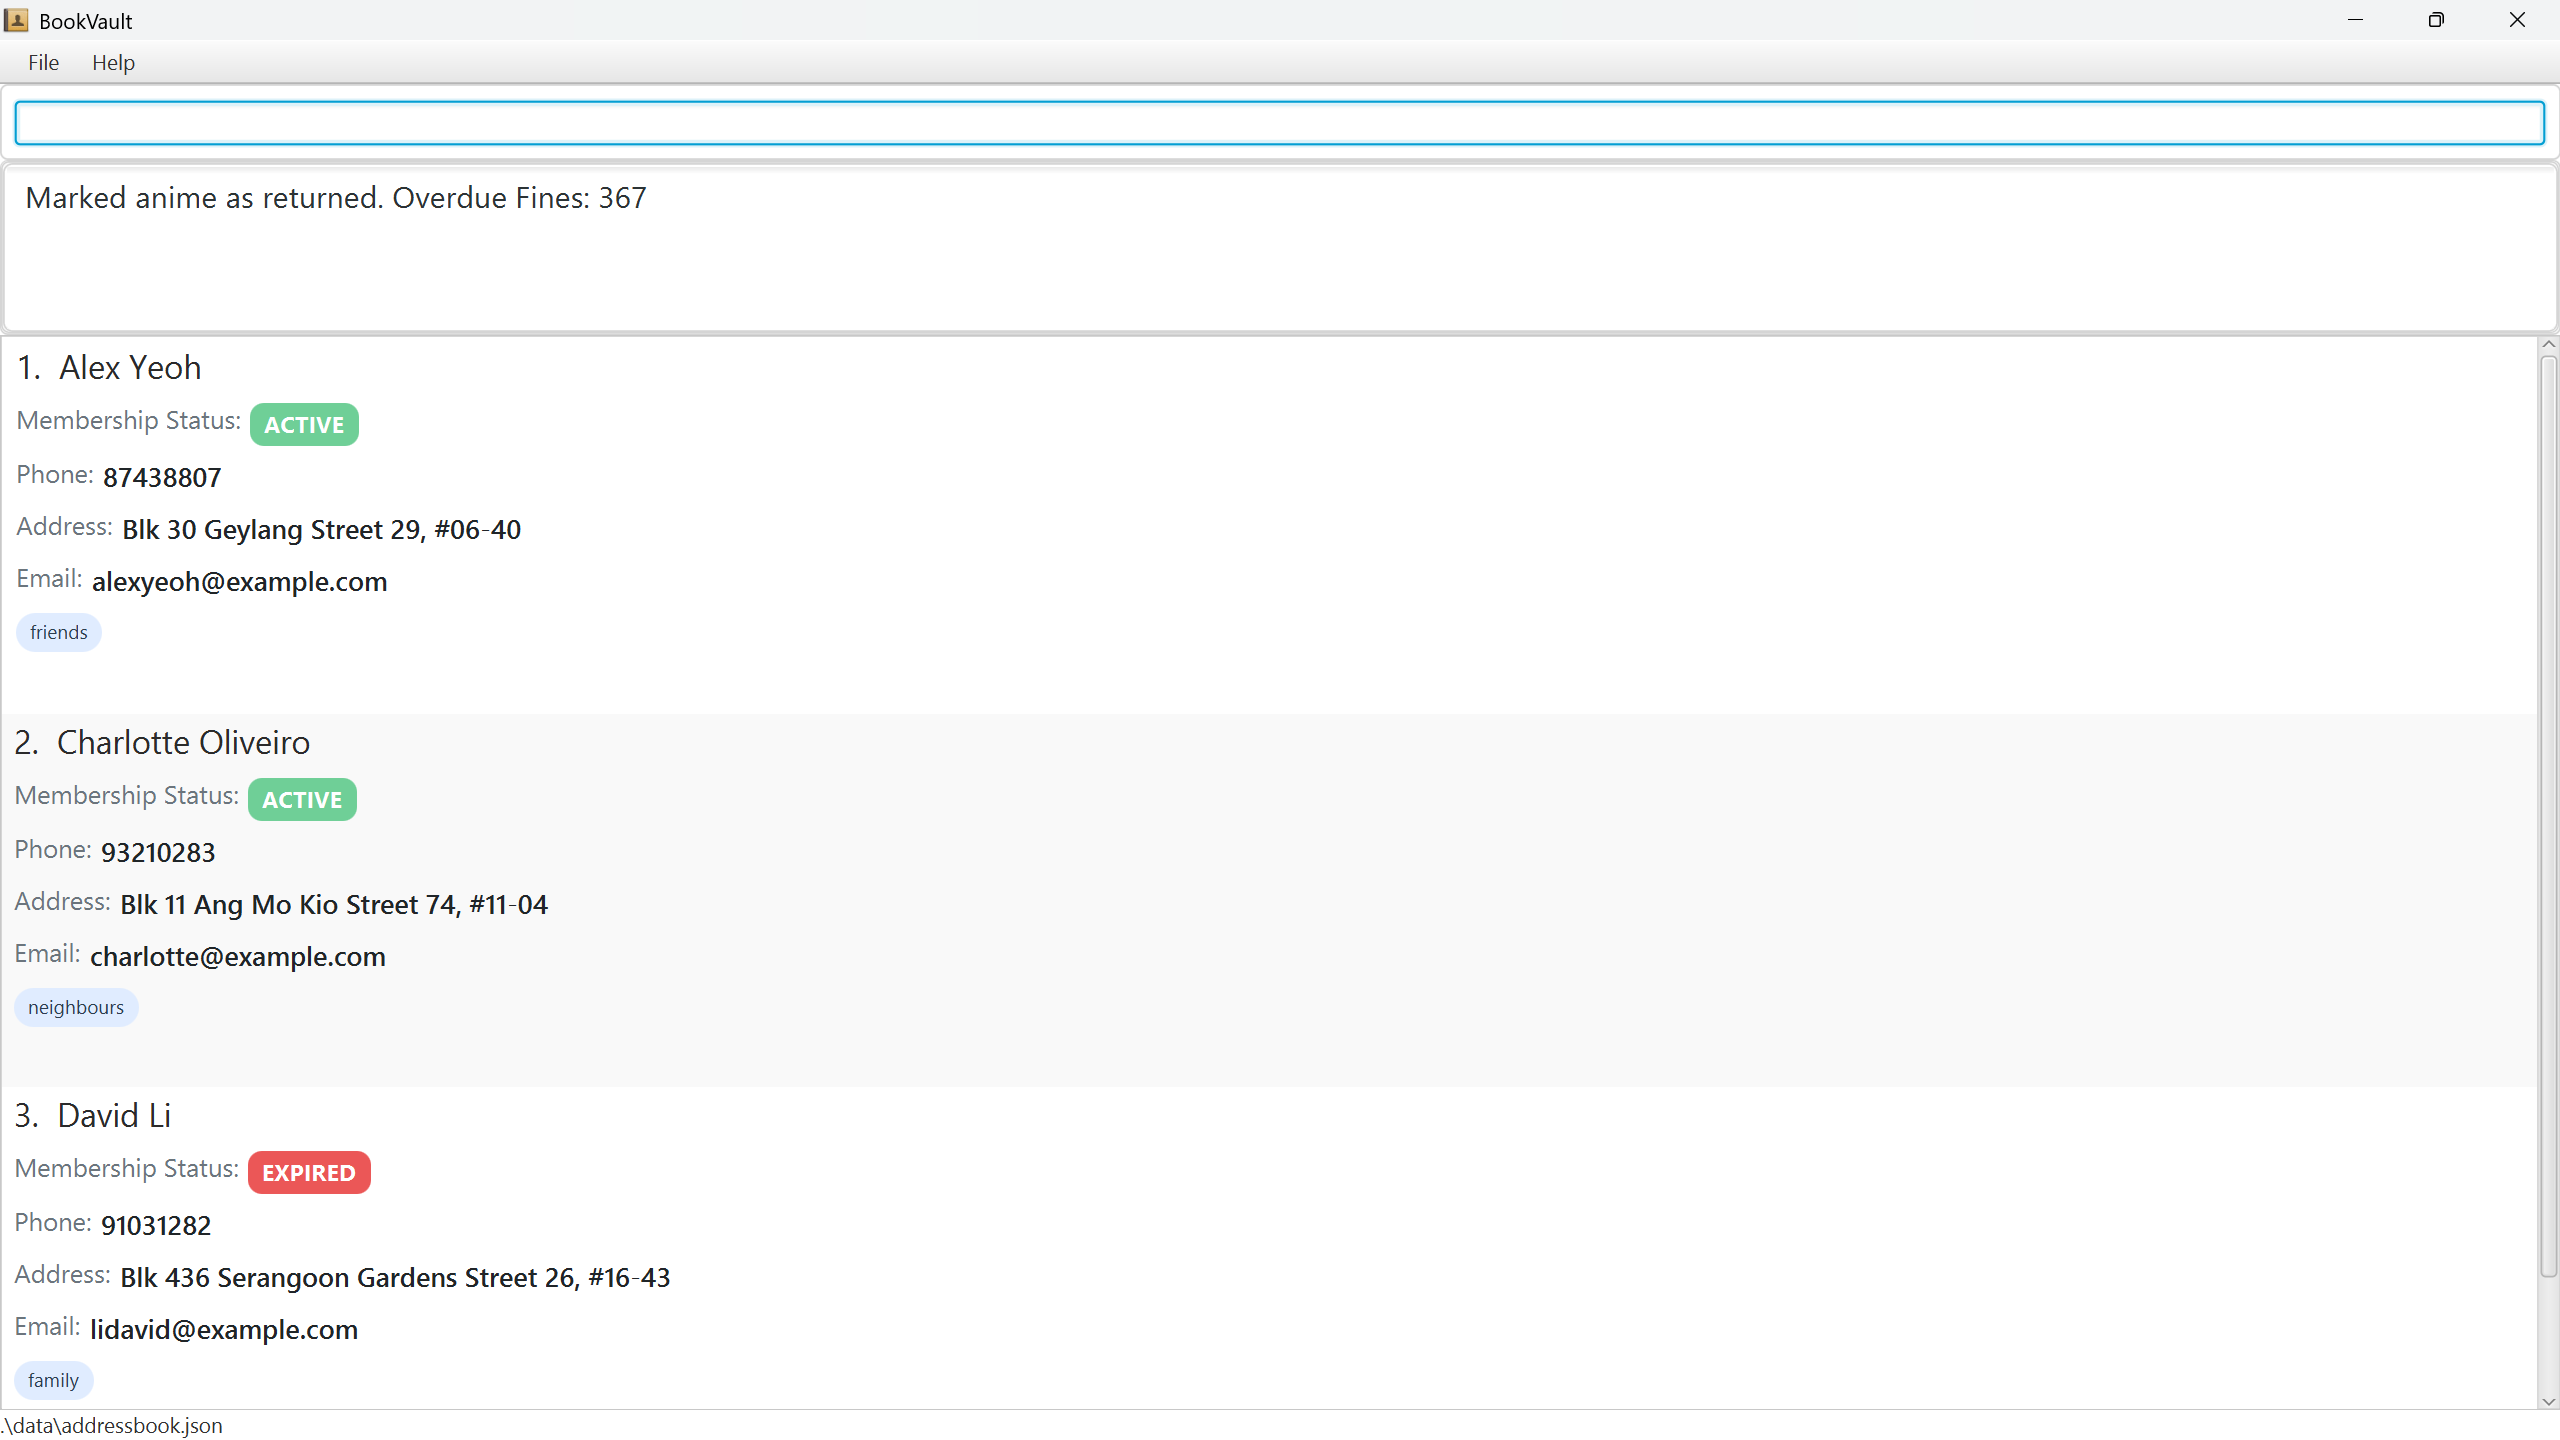 BookVault
File Help
Marked anime as returned. Overdue Fines: 367
1. Alex Yeoh
Membership Status: ACTIVE
Phone: 87438807
Address: Blk 30 Geylang Street 29, #06-40
Email: alexyeoh@example.com
friends
2. Charlotte Oliveiro
Membership Status: ACTIVE
Phone: 93210283
Address: Blk 11 Ang Mo Kio Street 74, #11-04
Email: charlotte@example.com
neighbours
3. David Li
Membership Status: EXPIRED
Phone: 91031282
Address: Blk 436 Serangoon Gardens Street 26, #16-43
Email: lidavid@example.com
family
.\data\addressbook.json